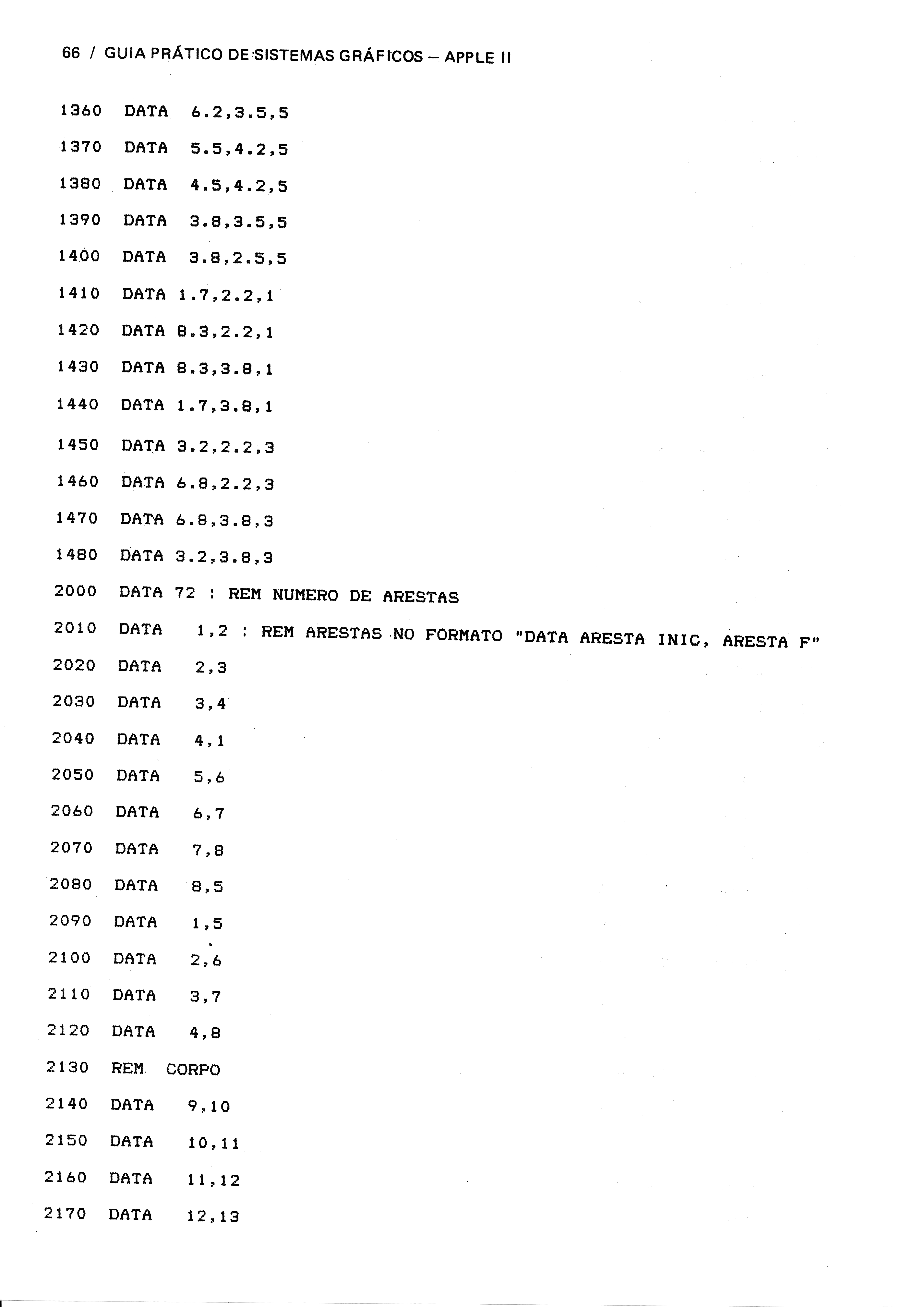 66 / GUIA PRÁTICO DE SISTEMAS GRÁFICOS — APPLE II
1360 DATA 6.2,3.5,5
1370 DATA 5.5,4.2,5
1380 DATA 4.5,4.2,5
1390 DATA 3.8,3.5,5
1400 DATA 3.8,2.5,5
1410 DATA 1.7,2.2,1
1420 DATA 8.3,2.2,1
1430 DATA 8.3,3.8,1
1440 DATA 1.7,3.8,1
1450 DATA 3.2,2.2,3
1460 DATA 6.8,2.2,3
1470 DATA 6.8,3.8,3
1480 DATA 3.2,3.8,3
2000 DATA 72 : REM NUMERO DE ARESTAS
2010 DATA 1,2 : REM ARESTAS NO FORMATO "DATA ARESTA INIC, ARESTA F"
2020 DATA 2,3
2030 DATA 3,4
2040 DATA 4,1
2050 DATA 5,6
2060 DATA 6,7
2070 DATA 7,8
2080 DATA 8,5
2090 DATA 1,5
2100 DATA 2,6
2110 DATA 3,7
2120 DATA 4,8
2130 REM CORPO
2140 DATA 9,10
2150 DATA 10,11
2160 DATA 11,12
2170 DATA 12,13